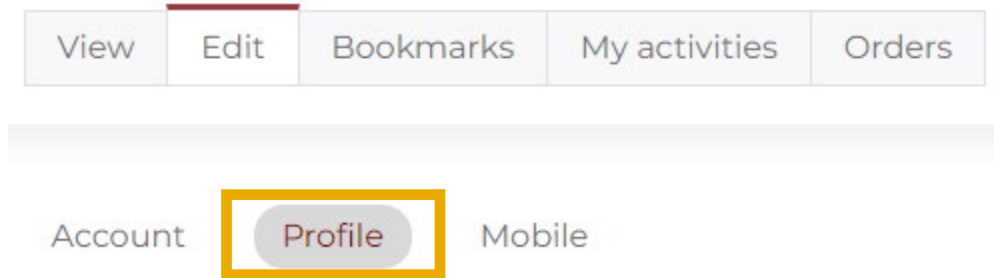 View Edit Bookmarks My activities Orders
Account Profile Mobile